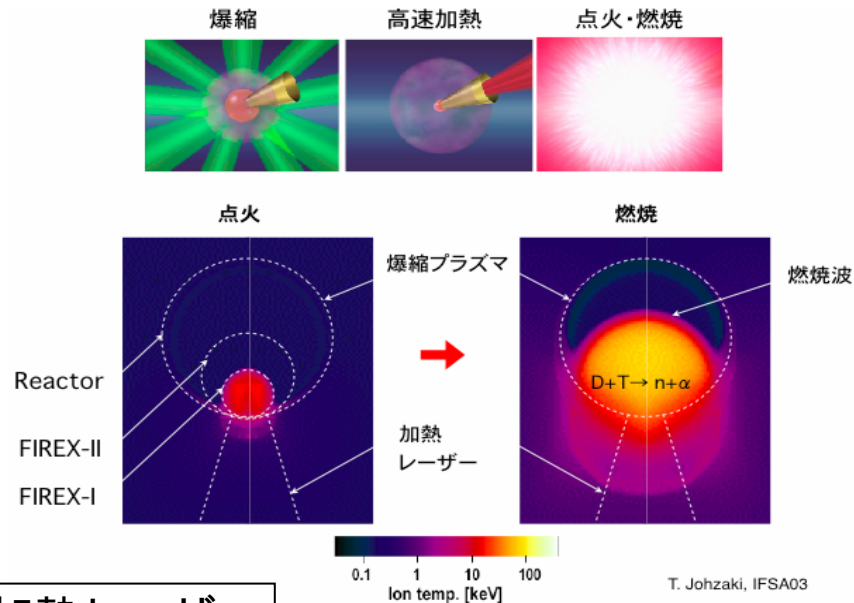 爆縮
高速加熱
点火・燃焼
点火
燃焼
爆縮プラズマ
燃焼波
Reactor
D+T→ n+α
FIREX-II
加熱
レーザー
FIREX-I
0.1 1 10 100
Ion temp. [keV]
T. Johzaki, IFSA03